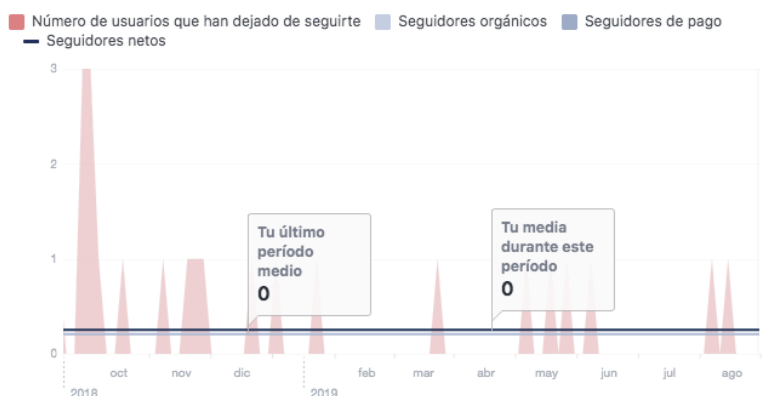 Número de usuarios que han dejado de seguirte Seguidores orgánicos Seguidores de pago
Seguidores netos
3
2
1
0
Tu último
período
medio
0
Tu media
durante este
período
0
oct nov dic feb mar abr may jun jul ago
2018 2019